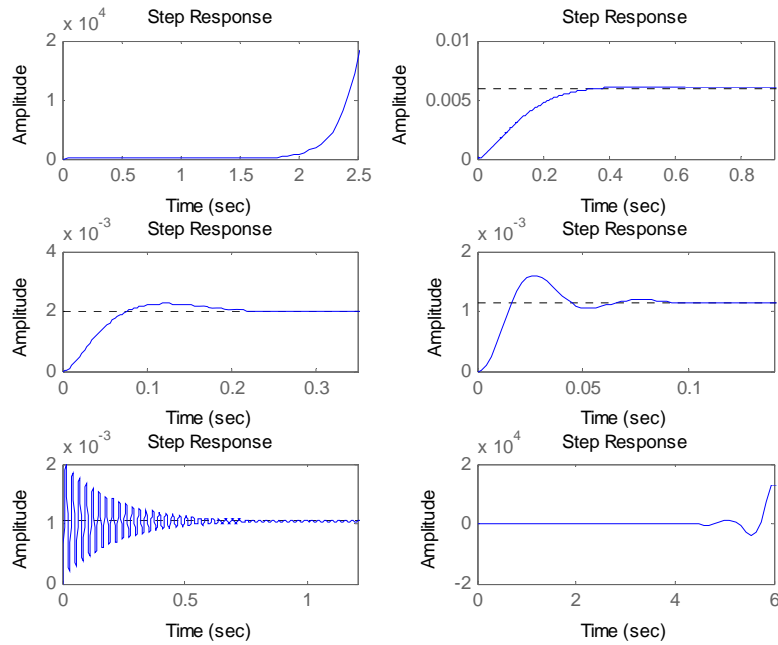 Step Response
x 10^4
2
1
0
Amplitude
0 0.5 1 1.5 2 2.5
Time (sec)
Step Response
0.01
0.005
0
Amplitude
0 0.2 0.4 0.6 0.8
Time (sec)
Step Response
x 10^-3
4
2
0
Amplitude
0 0.1 0.2 0.3
Time (sec)
Step Response
x 10^-3
2
1
0
Amplitude
0 0.05 0.1
Time (sec)
Step Response
x 10^-3
2
1
0
Amplitude
0 0.5 1
Time (sec)
Step Response
x 10^4
2
0
-2
Amplitude
0 2 4 6
Time (sec)